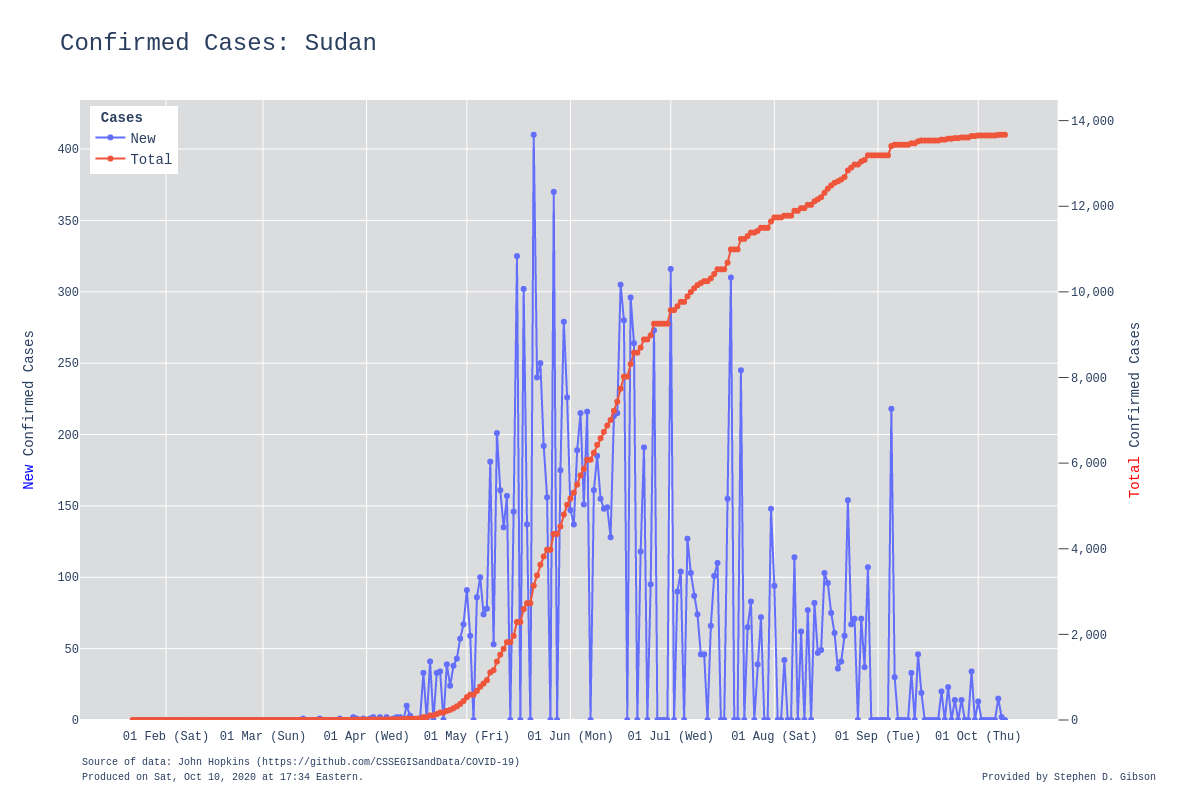 Confirmed Cases: Sudan
Cases
New
Total
400
350
300
250
200
150
100
50
0
14,000
12,000
10,000
8,000
6,000
4,000
2,000
0
New Confirmed Cases
Total Confirmed Cases
01 Feb (Sat) 01 Mar (Sun) 01 Apr (Wed) 01 May (Fri) 01 Jun (Mon) 01 Jul (Wed) 01 Aug (Sat) 01 Sep (Tue) 01 Oct (Thu)
Source of data: John Hopkins (https://github.com/CSSEGISandData/COVID-19)
Produced on Sat, Oct 10, 2020 at 17:34 Eastern.
Provided by Stephen D. Gibson